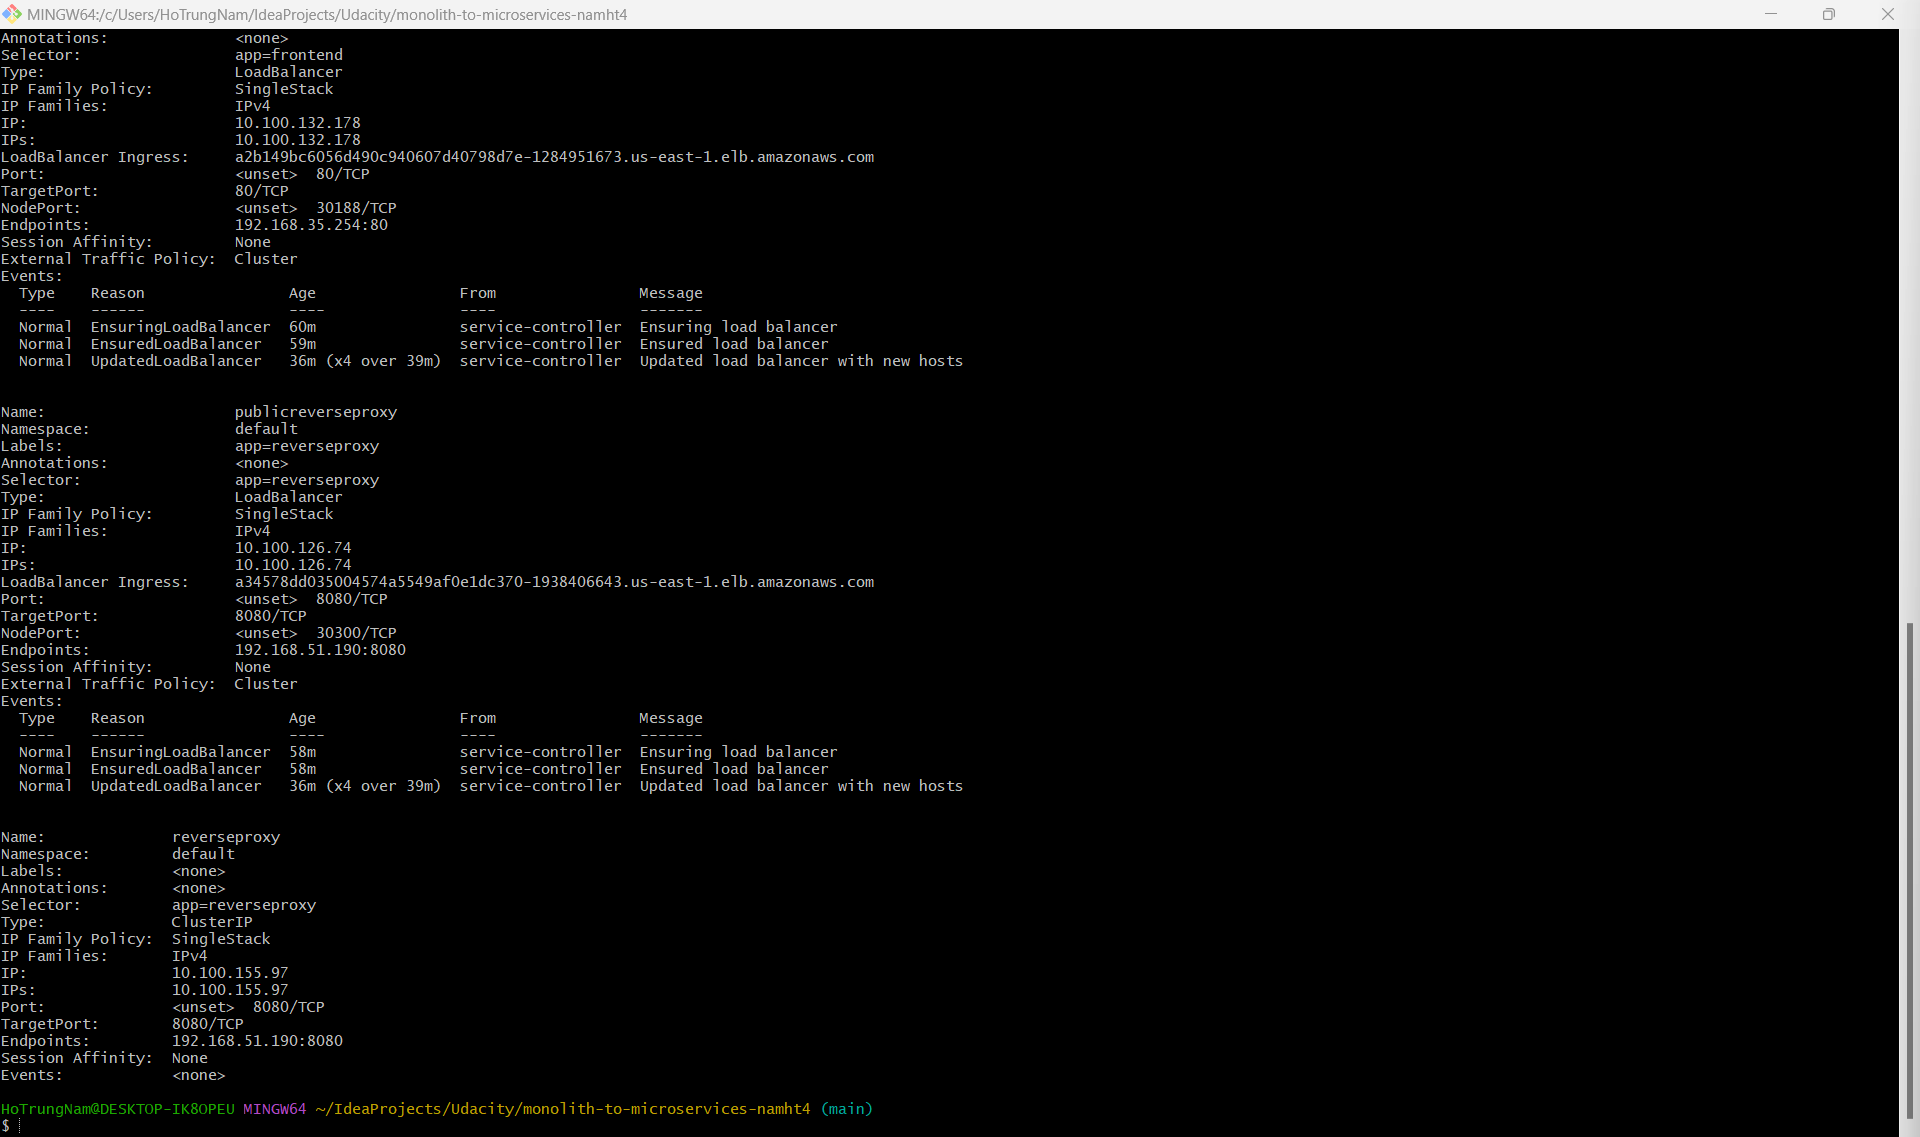 MINGW64:/c/Users/HoTrungNam/IdeaProjects/Udacity/monolith-to-microservices-namht4
Annotations:              <none>
Selector:                 app=frontend
Type:                     LoadBalancer
IP Family Policy:         SingleStack
IP Families:              IPv4
IP:                       10.100.132.178
IPs:                      10.100.132.178
LoadBalancer Ingress:     a2b149bc6056d490c940607d40798d7e-1284951673.us-east-1.elb.amazonaws.com
Port:                     <unset>  80/TCP
TargetPort:               80/TCP
NodePort:                 <unset>  30188/TCP
Endpoints:                192.168.35.254:80
Session Affinity:         None
External Traffic Policy:  Cluster
Events:
  Type    Reason                Age                 From                Message
  ----    ------                ----                ----                -------
  Normal  EnsuringLoadBalancer  60m                 service-controller  Ensuring load balancer
  Normal  EnsuredLoadBalancer   59m                 service-controller  Ensured load balancer
  Normal  UpdatedLoadBalancer   36m (x4 over 39m)  service-controller  Updated load balancer with new hosts
Name:                     publicreverseproxy
Namespace:                default
Labels:                   app=reverseproxy
Annotations:              <none>
Selector:                 app=reverseproxy
Type:                     LoadBalancer
IP Family Policy:         SingleStack
IP Families:              IPv4
IP:                       10.100.126.74
IPs:                      10.100.126.74
LoadBalancer Ingress:     a34578dd035004574a5549af0e1dc370-1938406643.us-east-1.elb.amazonaws.com
Port:                     <unset>  8080/TCP
TargetPort:               8080/TCP
NodePort:                 <unset>  30300/TCP
Endpoints:                192.168.51.190:8080
Session Affinity:         None
External Traffic Policy:  Cluster
Events:
  Type    Reason                Age                 From                Message
  ----    ------                ----                ----                -------
  Normal  EnsuringLoadBalancer  58m                 service-controller  Ensuring load balancer
  Normal  EnsuredLoadBalancer   58m                 service-controller  Ensured load balancer
  Normal  UpdatedLoadBalancer   36m (x4 over 39m)  service-controller  Updated load balancer with new hosts
Name:              reverseproxy
Namespace:         default
Labels:            <none>
Annotations:       <none>
Selector:          app=reverseproxy
Type:              ClusterIP
IP Family Policy:  SingleStack
IP Families:       IPv4
IP:                10.100.155.97
IPs:               10.100.155.97
Port:              <unset>  8080/TCP
TargetPort:        8080/TCP
Endpoints:         192.168.51.190:8080
Session Affinity:  None
Events:            <none>
HoTrungNam@DESKTOP-IK8OPEU MINGW64 ~/IdeaProjects/Udacity/monolith-to-microservices-namht4 (main)
$